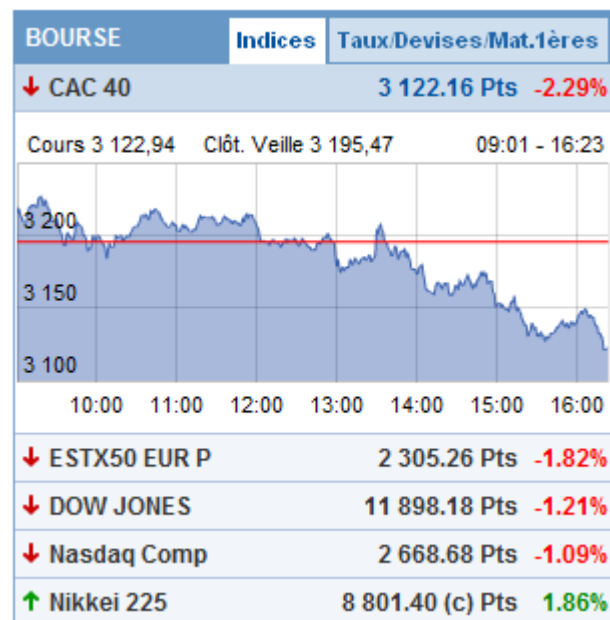 BOURSE Indices Taux/Devises/Mat.1ères
CAC 40 3 122.16 Pts -2.29%
Cours 3 122,94 Clôt. Veille 3 195,47 09:01 - 16:23
3 200
3 150
3 100
10:00 11:00 12:00 13:00 14:00 15:00 16:00
ESTX50 EUR P 2 305.26 Pts -1.82%
DOW JONES 11 898.18 Pts -1.21%
Nasdaq Comp 2 668.68 Pts -1.09%
Nikkei 225 8 801.40 (c) Pts 1.86%